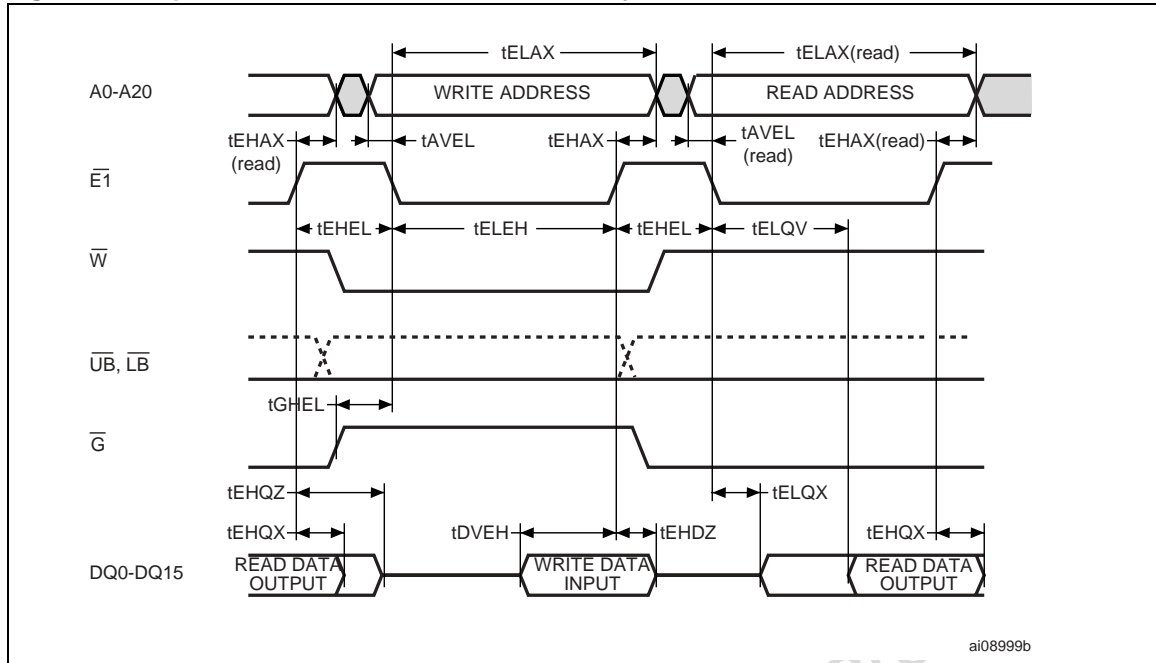 tELAX tELAX(read)
A0-A20 WRITE ADDRESS READ ADDRESS
tEHAX (read) tAVEL tEHAX tAVEL (read) tEHAX(read)
E1
tEHEL tELEH tEHEL tELQV
W
UB, LB
tGHEL
G
tEHQZ tELQX
tEHQX tDVEH tEHDZ tEHQX
DQ0-DQ15 READ DATA OUTPUT WRITE DATA INPUT READ DATA OUTPUT
ai08999b